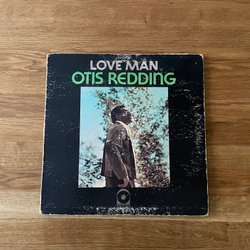 LOVE MAN
OTIS REDDING